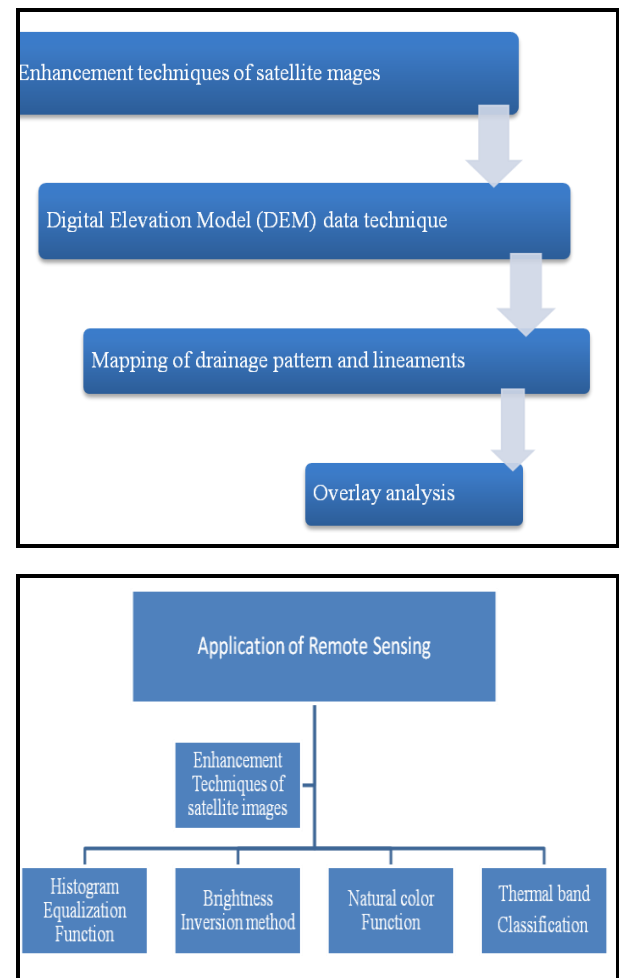 Enhancement techniques of satellite mages
Digital Elevation Model (DEM) data technique
Mapping of drainage pattern and lineaments
Overlay analysis
Application of Remote Sensing
Enhancement
Techniques of
satellite images
Histogram
Equalization
Function
Brightness
Inversion method
Natural color
Function
Thermal band
Classification